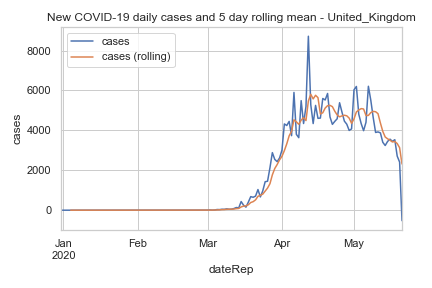 New COVID-19 daily cases and 5 day rolling mean - United_Kingdom
cases
cases (rolling)
8000
6000
4000
2000
0
cases
Jan
2020
Feb
Mar
Apr
May
dateRep